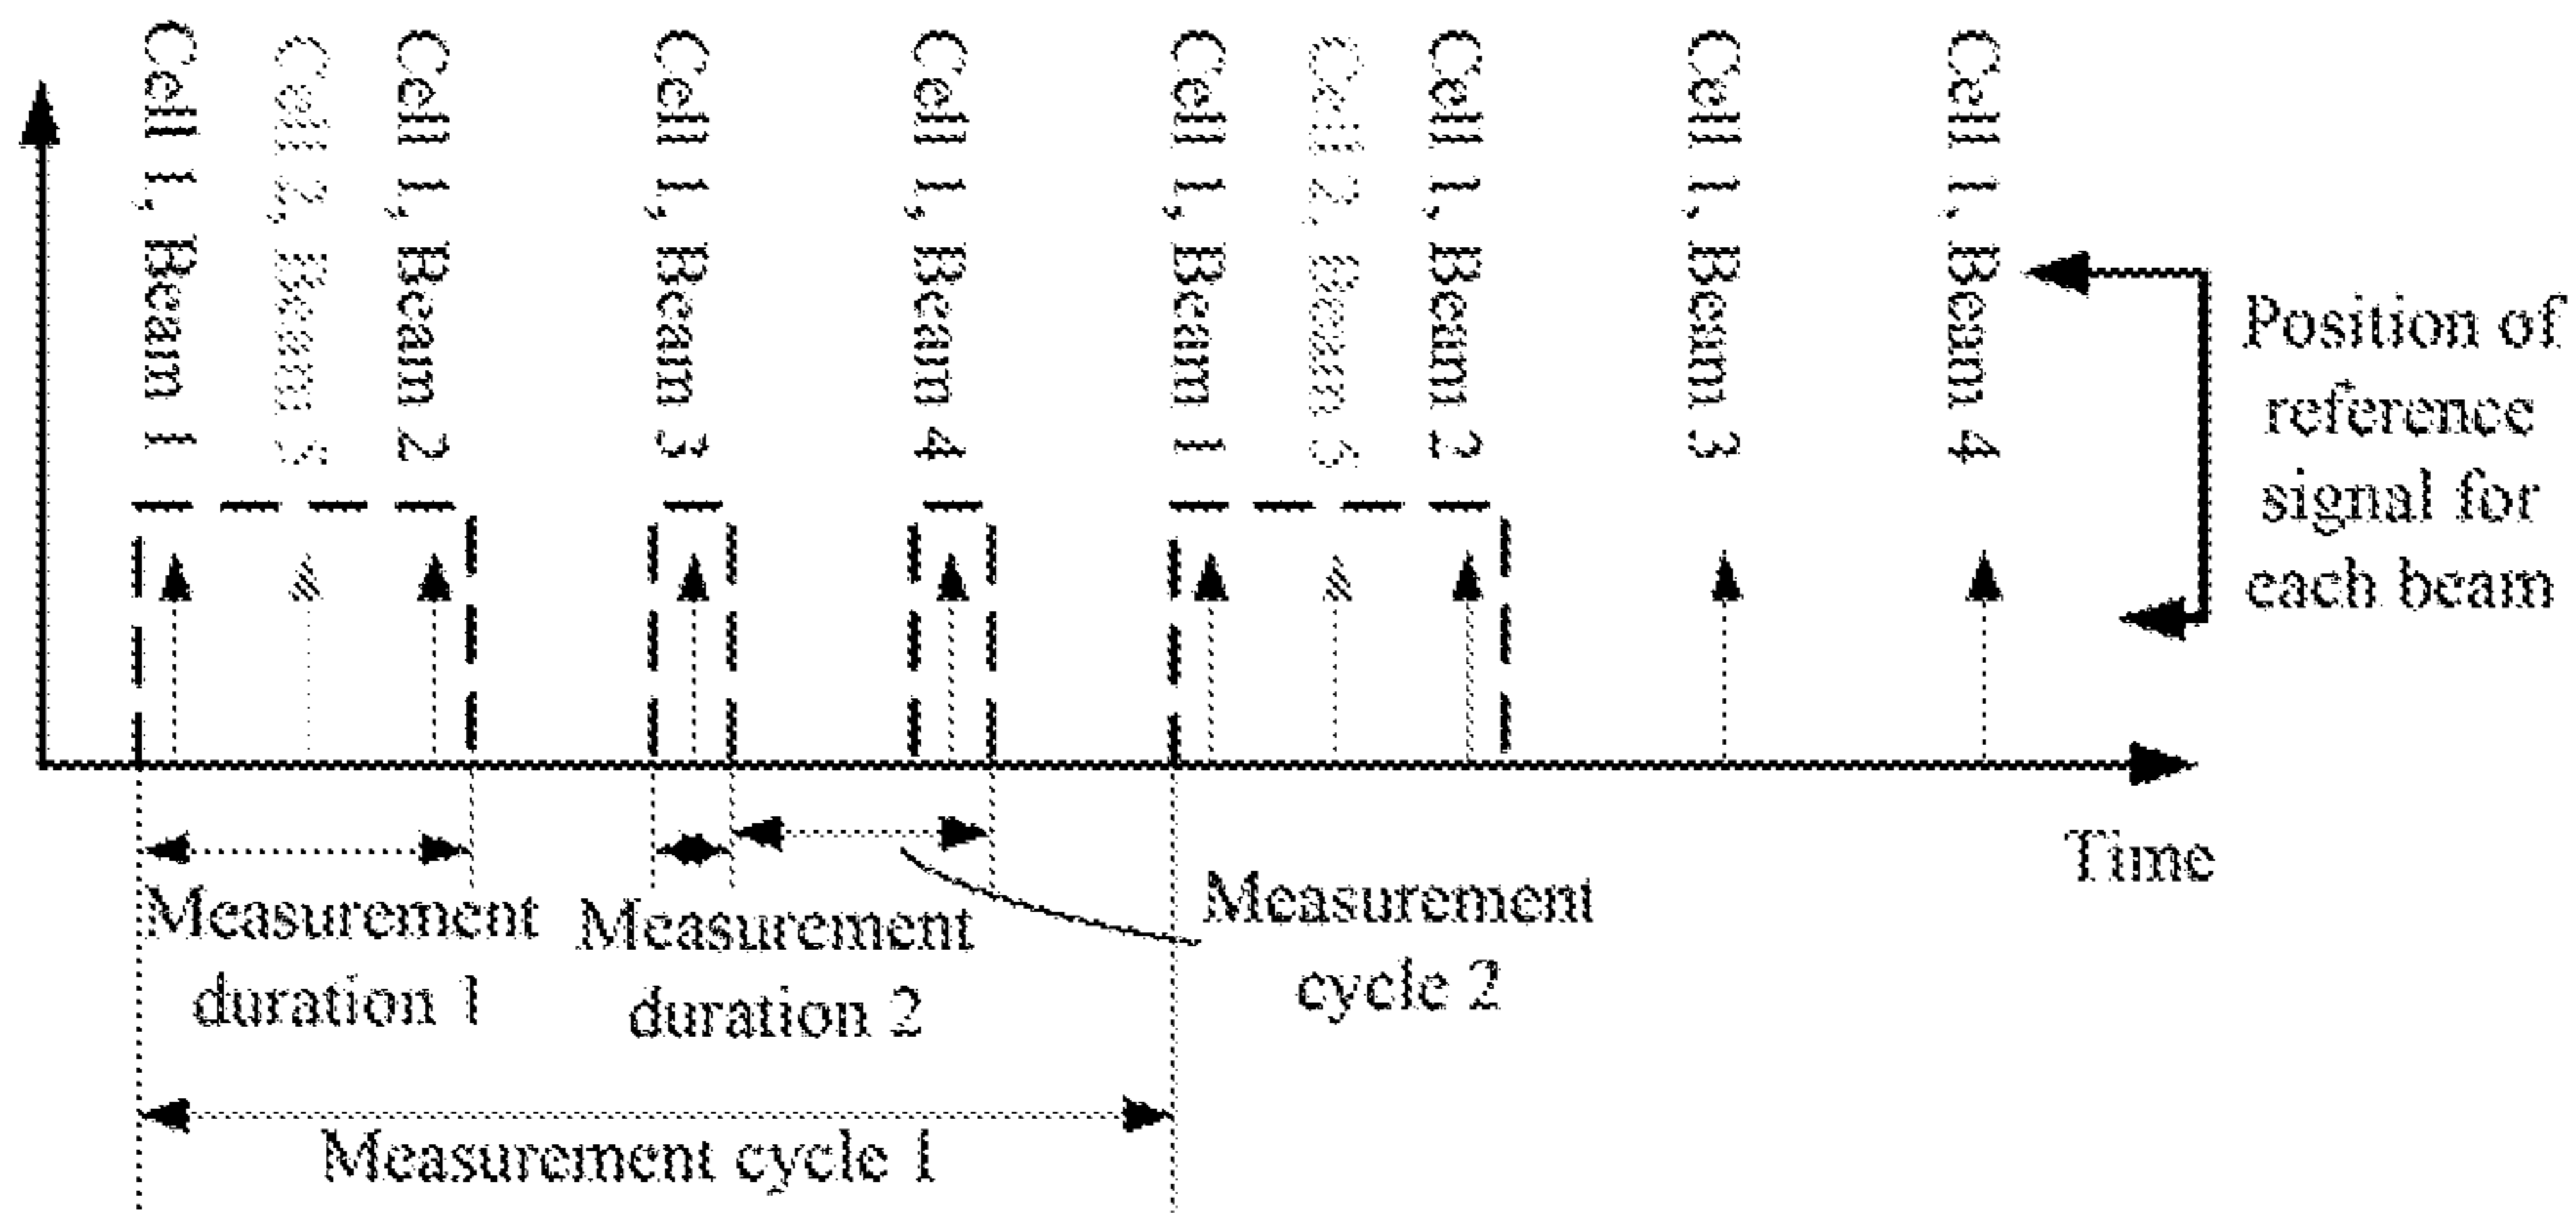 Cell 1, Beam 1
Cell 2, Beam 5
Cell 1, Beam 2
Cell 1, Beam 3
Cell 1, Beam 4
Cell 1, Beam 1
Cell 2, Beam
Cell 1, Beam 2
Cell 1, Beam 3
Cell 1, Beam 4
Position of
reference
signal for
each beam
Time
Measurement
duration 1
Measurement
duration 2
Measurement
cycle 2
Measurement cycle 1